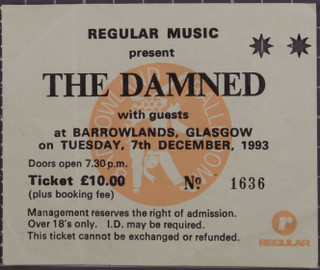 REGULAR MUSIC
present
THE DAMNED
with guests
at BARROWLANDS, GLASGOW
on TUESDAY, 7th DECEMBER, 1993
Doors open 7.30 p.m.
Ticket £10.00
(plus booking fee)
Nº 1636
Management reserves the right of admission.
Over 18's only. I.D. may be required.
This ticket cannot be exchanged or refunded.
r
REGULAR